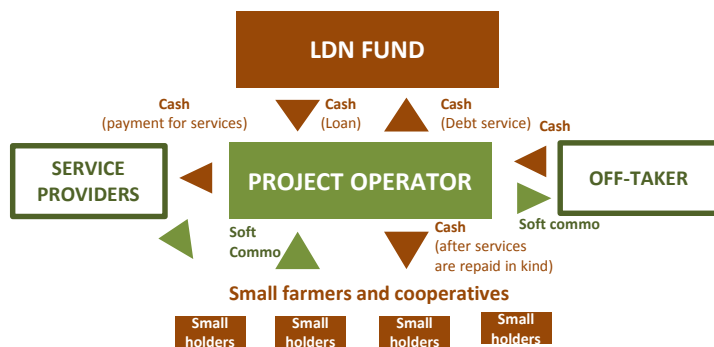 LDN FUND
Cash
(payment for services)
Cash
(Loan)
Cash
(Debt service)
Cash
SERVICE
PROVIDERS
PROJECT OPERATOR
OFF-TAKER
Soft
Commo
Cash
(after services
are repaid in kind)
Soft commo
Small farmers and cooperatives
Small
holders
Small
holders
Small
holders
Small
holders